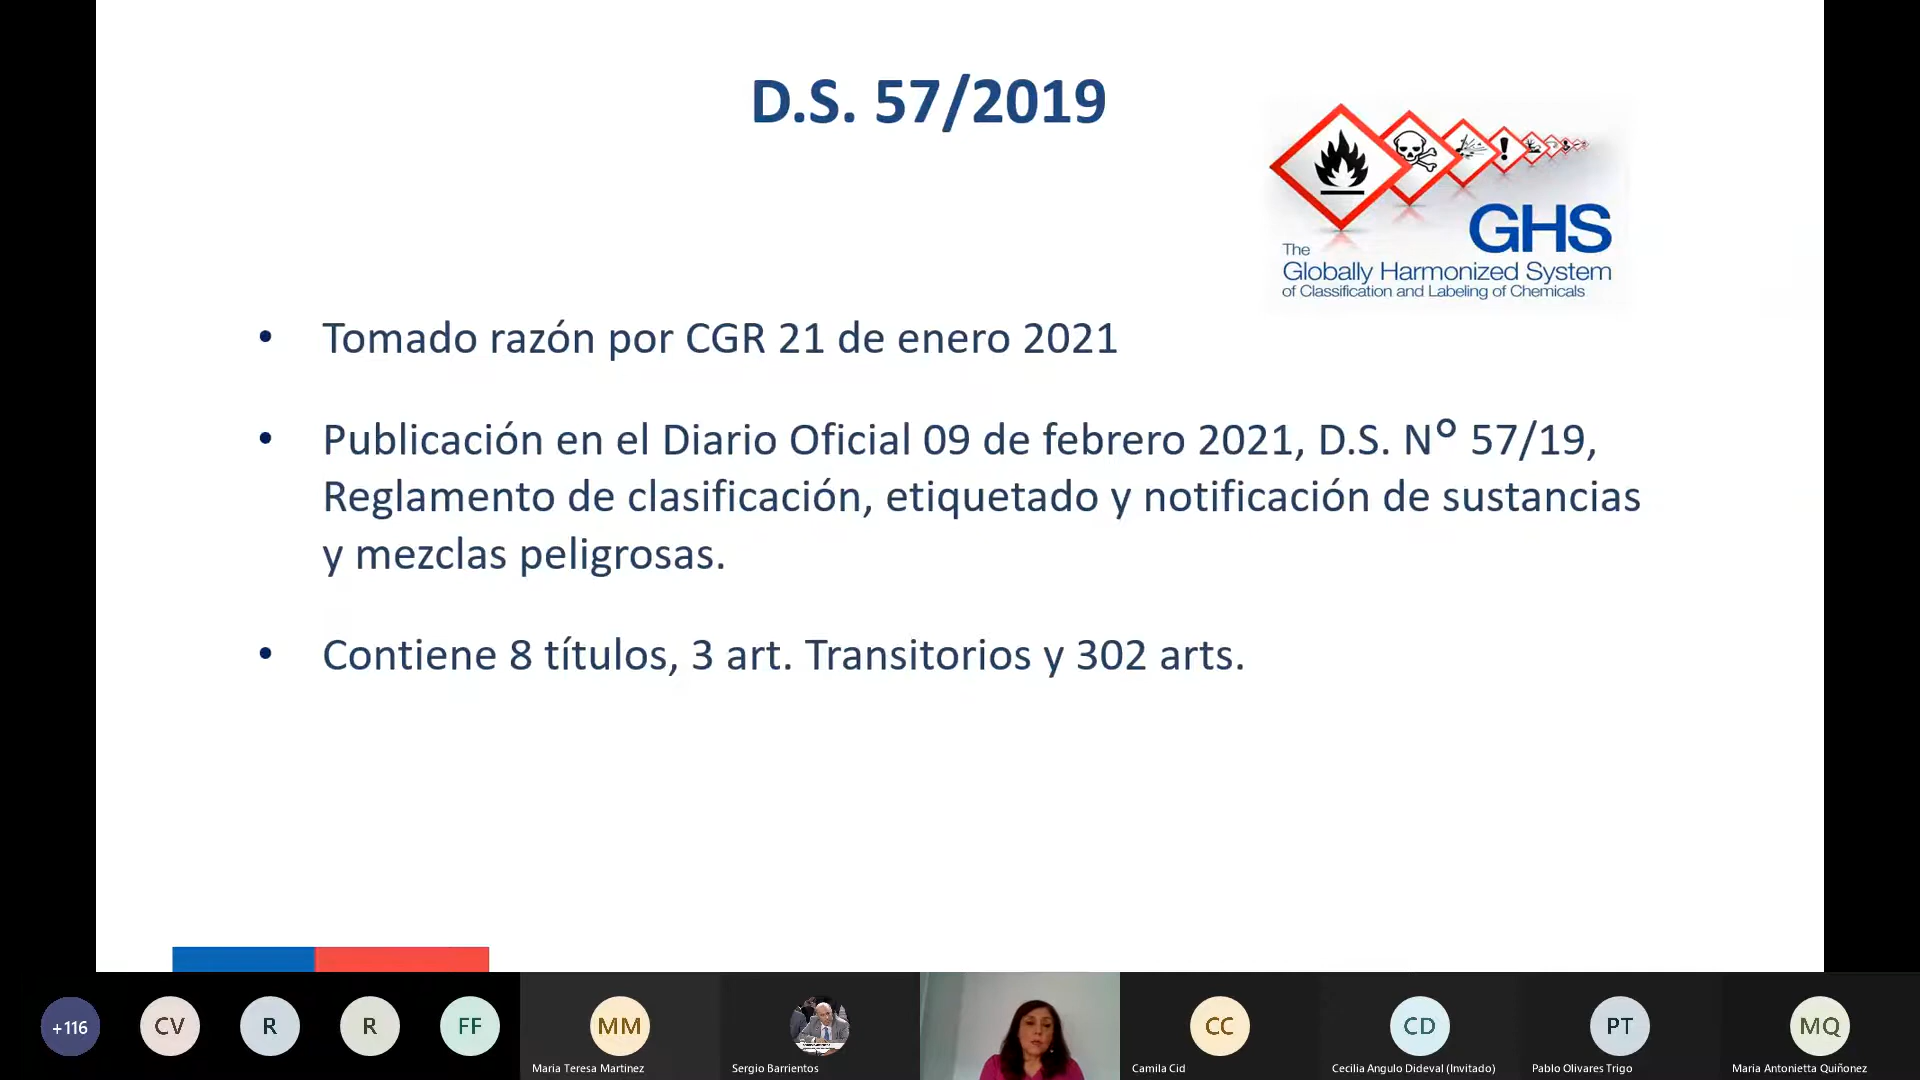 D.S. 57/2019
GHS
The
Globally Harmonized System
of Classification and Labeling of Chemicals
• Tomado razón por CGR 21 de enero 2021
• Publicación en el Diario Oficial 09 de febrero 2021, D.S. N° 57/19,
Reglamento de clasificación, etiquetado y notificación de sustancias
y mezclas peligrosas.
• Contiene 8 títulos, 3 art. Transitorios y 302 arts.
+116
CV
R
R
FF
MM
CC
CD
PT
MQ
Maria Teresa Martinez
Sergio Barrientos
Camila Cid
Cecilia Angulo Dideval (Invitado)
Pablo Olivares Trigo
Maria Antonietta Quiñonez